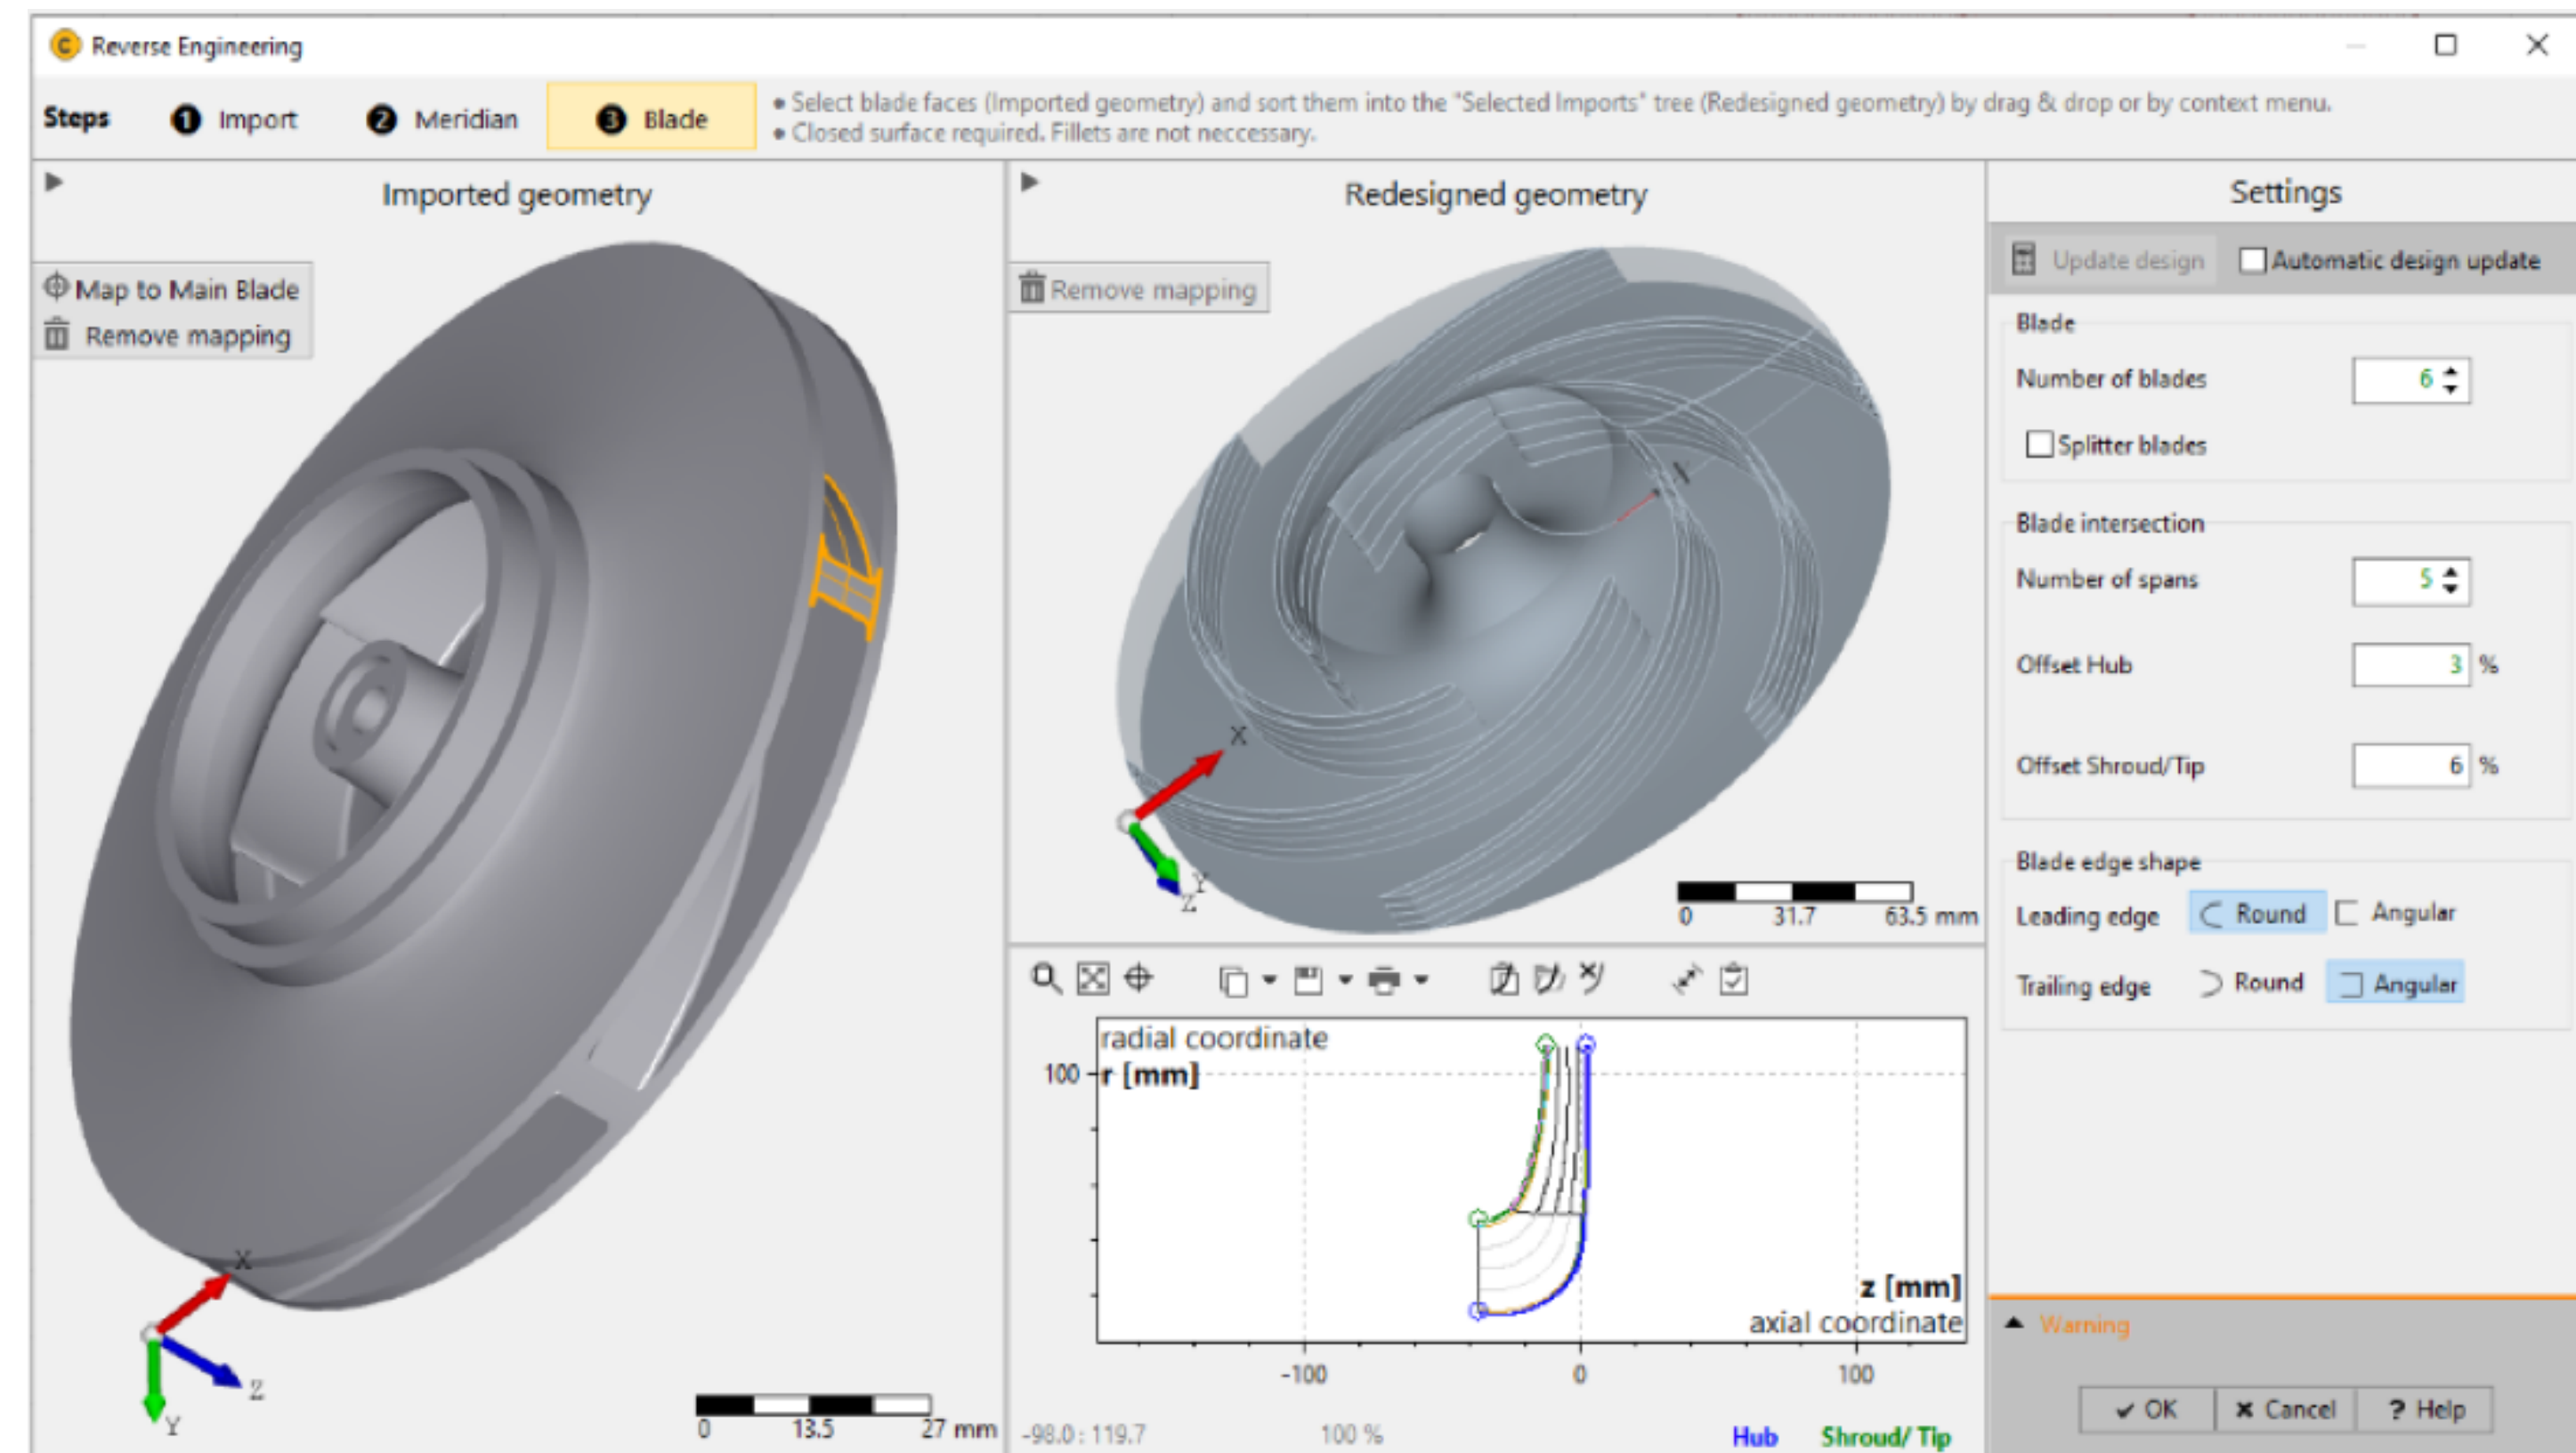 Reverse Engineering
Steps 1 Import 2 Meridian 3 Blade
• Select blade faces (Imported geometry) and sort them into the "Selected Imports" tree (Redesigned geometry) by drag & drop or by context menu.
• Closed surface required. Fillets are not neccessary.
Imported geometry
Map to Main Blade
Remove mapping
X
Z
Y
0 13.5 27 mm
Redesigned geometry
Remove mapping
X
Y
Z
0 31.7 63.5 mm
radial coordinate
100 r [mm]
z [mm]
axial coordinate
-100 0 100
-98.0 : 119.7 100 % Hub Shroud/ Tip
Settings
Update design Automatic design update
Blade
Number of blades 6
Splitter blades
Blade intersection
Number of spans 5
Offset Hub 3 %
Offset Shroud/Tip 6 %
Blade edge shape
Leading edge Round Angular
Trailing edge Round Angular
Warning
OK Cancel ? Help